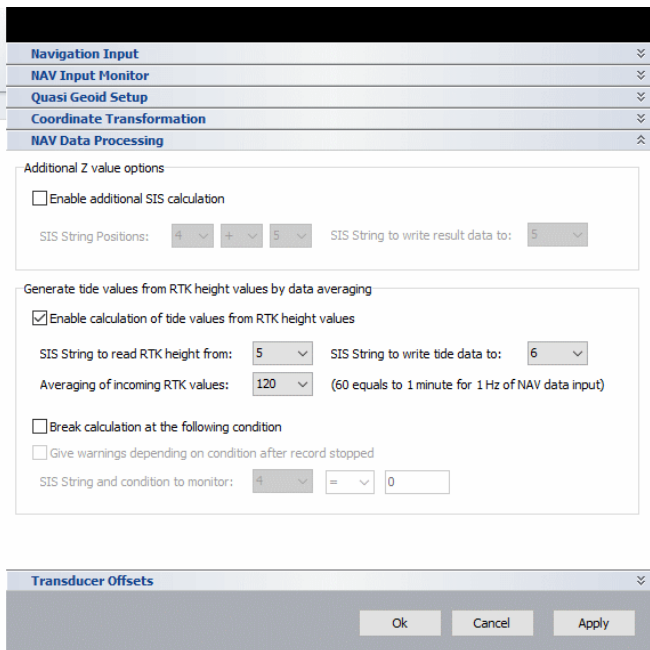 Navigation Input
NAV Input Monitor
Quasi Geoid Setup
Coordinate Transformation
NAV Data Processing
Additional Z value options
Enable additional SIS calculation
SIS String Positions: 4 + 5 SIS String to write result data to: 5
Generate tide values from RTK height values by data averaging
Enable calculation of tide values from RTK height values
SIS String to read RTK height from: 5 SIS String to write tide data to: 6
Averaging of incoming RTK values: 120 (60 equals to 1 minute for 1 Hz of NAV data input)
Break calculation at the following condition
Give warnings depending on condition after record stopped
SIS String and condition to monitor: 4 = 0
Transducer Offsets
Ok Cancel Apply